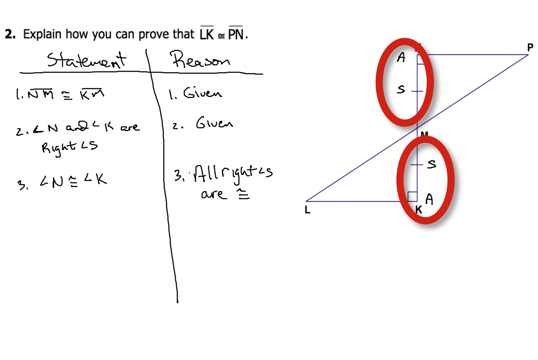 2. Explain how you can prove that LK ≅ PN.
Statement Reason
1. NM ≅ KM 1. Given
2. ∠N and ∠K are 2. Given
Right ∠S
3. ∠N ≅ ∠K 3. All right ∠s
are ≅
A
P
S
M
S
A
L
K